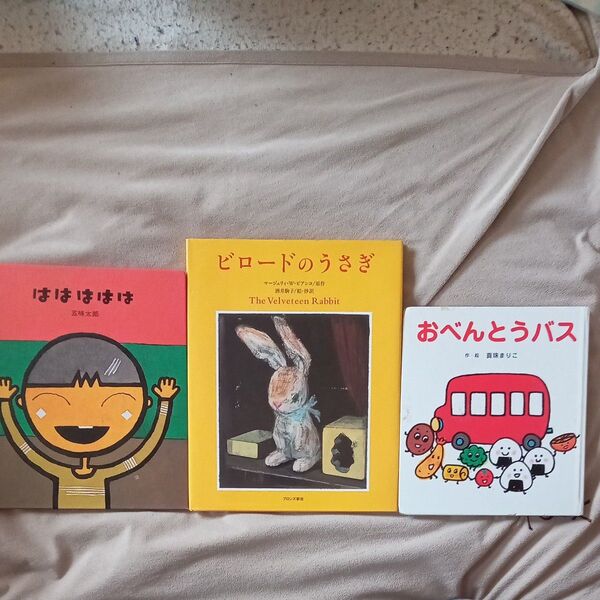 ははははは
五味太郎
ビロードのうさぎ
マージェリィ・W・ビアンコ/原作
酒井駒子/絵・抄訳
The Velveteen Rabbit
ブロンズ新社
おべんとうバス
作・絵 真珠まりこ